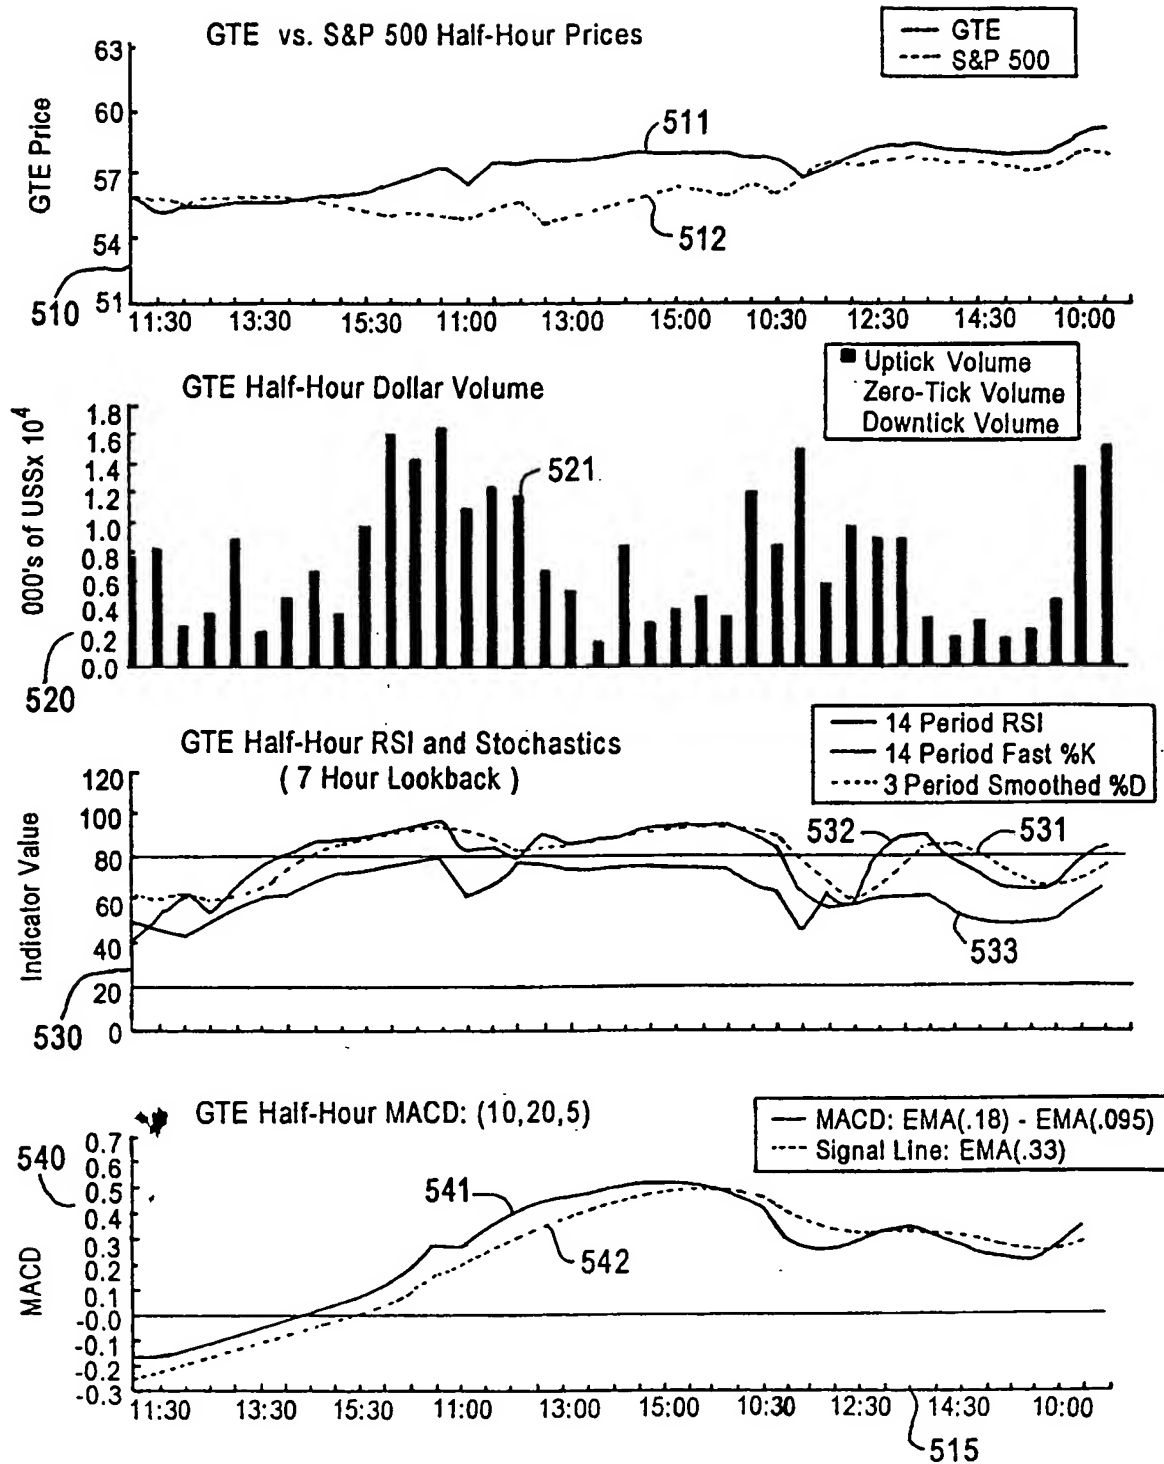 GTE vs. S&P 500 Half-Hour Prices
GTE
S&P 500
GTE Price
63
60
57
54
51
511
512
510
11:30 13:30 15:30 11:00 13:00 15:00 10:30 12:30 14:30 10:00
GTE Half-Hour Dollar Volume
Uptick Volume
Zero-Tick Volume
Downtick Volume
000's of USSx 10^4
1.8
1.6
1.4
1.2
1.0
0.8
0.6
0.4
0.2
0.0
521
520
GTE Half-Hour RSI and Stochastics
( 7 Hour Lookback )
14 Period RSI
14 Period Fast %K
3 Period Smoothed %D
Indicator Value
120
100
80
60
40
20
0
532
531
533
530
GTE Half-Hour MACD: (10,20,5)
MACD: EMA(.18) - EMA(.095)
Signal Line: EMA(.33)
MACD
0.7
0.6
0.5
0.4
0.3
0.2
0.1
-0.0
-0.1
-0.2
-0.3
540
541
542
11:30 13:30 15:30 11:00 13:00 15:00 10:30 12:30 14:30 10:00
515